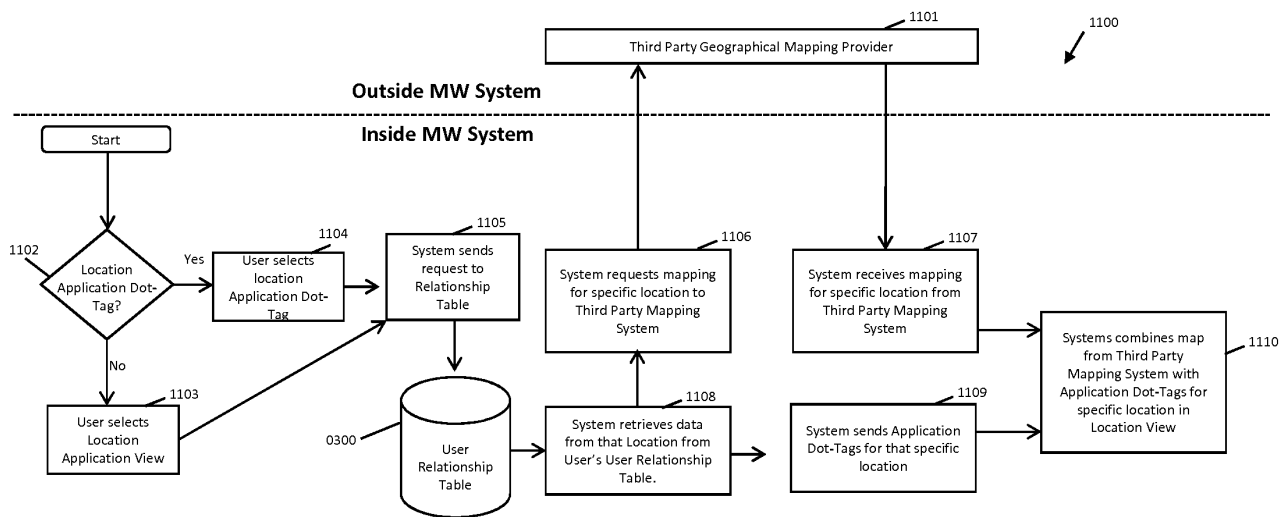 1101
Third Party Geographical Mapping Provider
1100
Outside MW System
Inside MW System
Start
1102
Location
Application Dot-
Tag?
Yes
No
1104
User selects
location
Application Dot-
Tag
1103
User selects
Location
Application View
1105
System sends
request to
Relationship
Table
0300
User
Relationship
Table
1106
System requests mapping
for specific location to
Third Party Mapping
System
1108
System retrieves data
from that Location from
User's User Relationship
Table.
1107
System receives mapping
for specific location from
Third Party Mapping
System
1109
System sends Application
Dot-Tags for that specific
location
1110
Systems combines map
from Third Party
Mapping System with
Application Dot-Tags for
specific location in
Location View